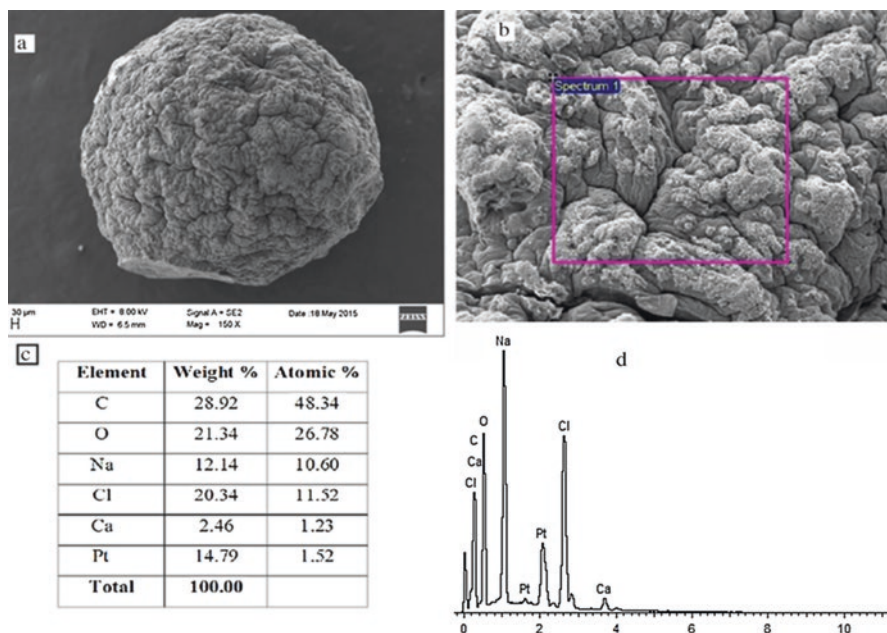 a
30 µm
EHT = 8.00 kV
Signal A = SE2
Date :18 May 2015
WD = 6.5 mm
Mag = 150 X
ZEISS
b
Spectrum 1
c
Element Weight % Atomic %
C 28.92 48.34
O 21.34 26.78
Na 12.14 10.60
Cl 20.34 11.52
Ca 2.46 1.23
Pt 14.79 1.52
Total 100.00
d
Na
O
C
Ca
Cl
Cl
Pt
Pt
Ca
0 2 4 6 8 10